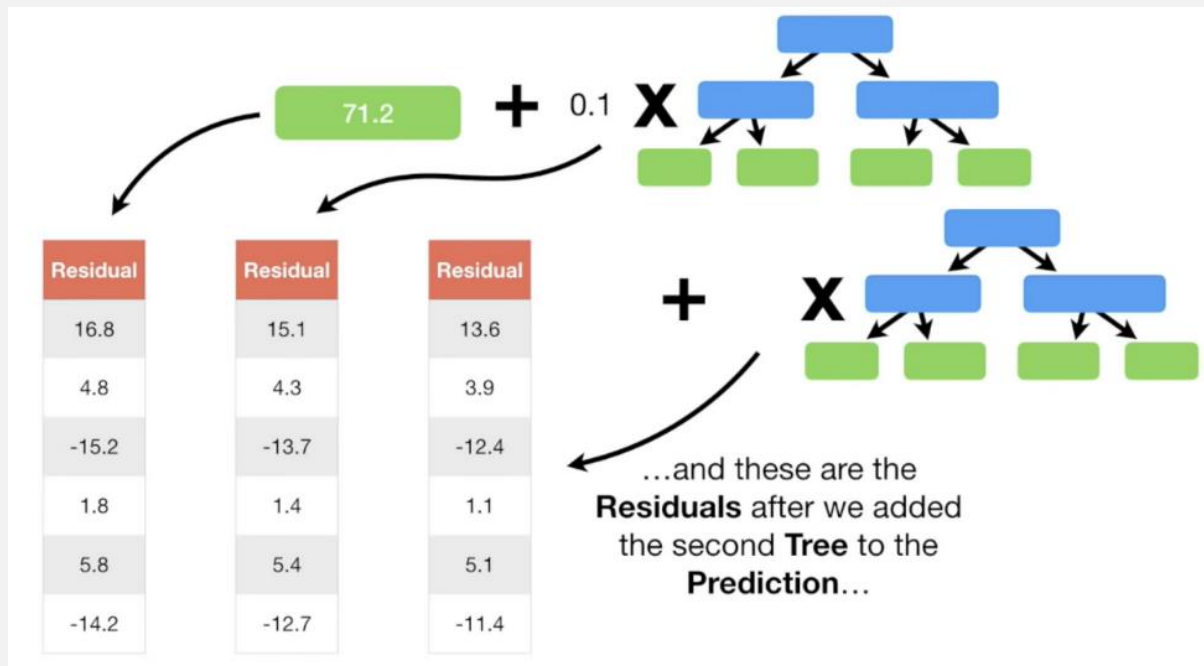 71.2
+ 0.1 X
Residual Residual Residual
16.8 15.1 13.6
4.8 4.3 3.9
-15.2 -13.7 -12.4
1.8 1.4 1.1
5.8 5.4 5.1
-14.2 -12.7 -11.4
+ X
...and these are the
Residuals after we added
the second Tree to the
Prediction...